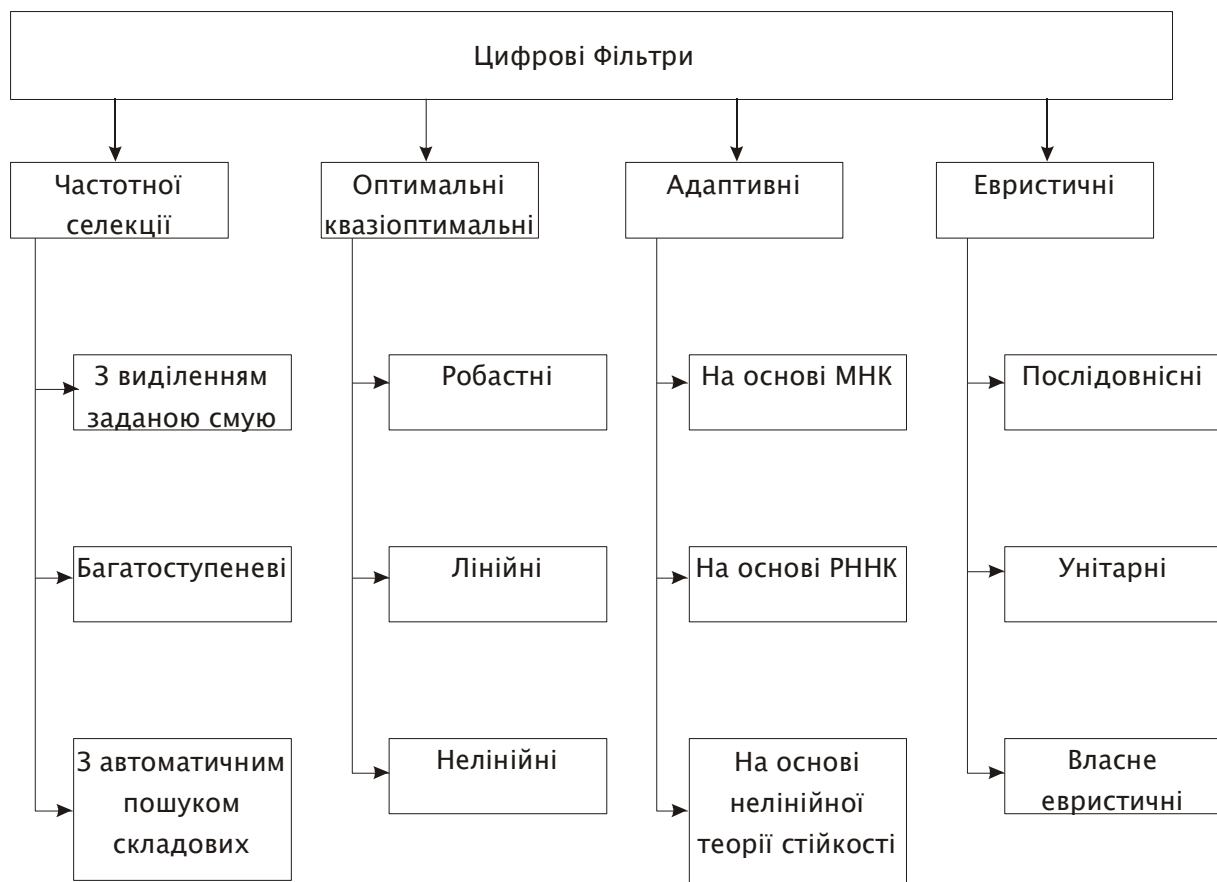 Цифрові Фільтри
Частотної
селекції
Оптимальні
квазіоптимальні
Адаптивні
Евристичні
З виділенням
заданою смую
Робастні
На основі МНК
Послідовнісні
Багатоступеневі
Лінійні
На основі РННК
Унітарні
З автоматичним
пошуком
складових
Нелінійні
На основі
нелінійної
теорії стійкості
Власне
евристичні